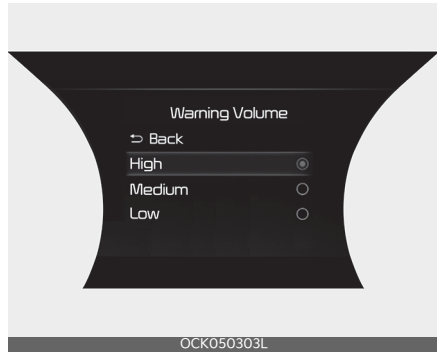 Warning Volume
⮌ Back
High
Medium
Low
OCK050303L